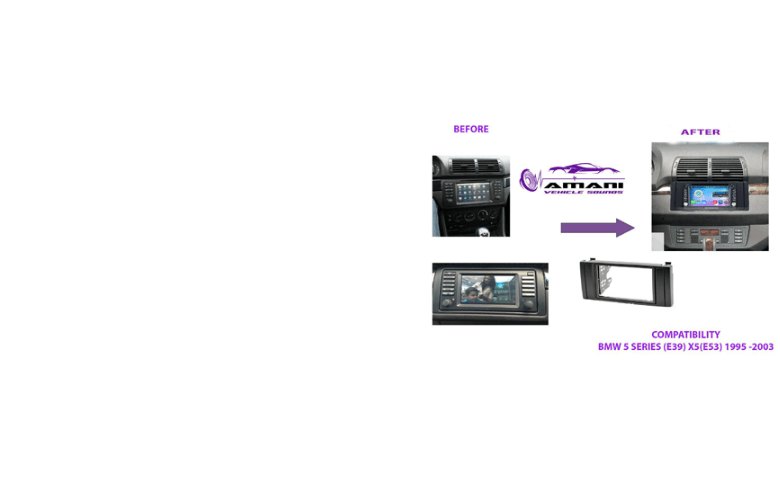 BEFORE
AFTER
AMANI
VEHICLE SOUNDS
COMPATIBILITY
BMW 5 SERIES (E39) X5(E53) 1995 -2003